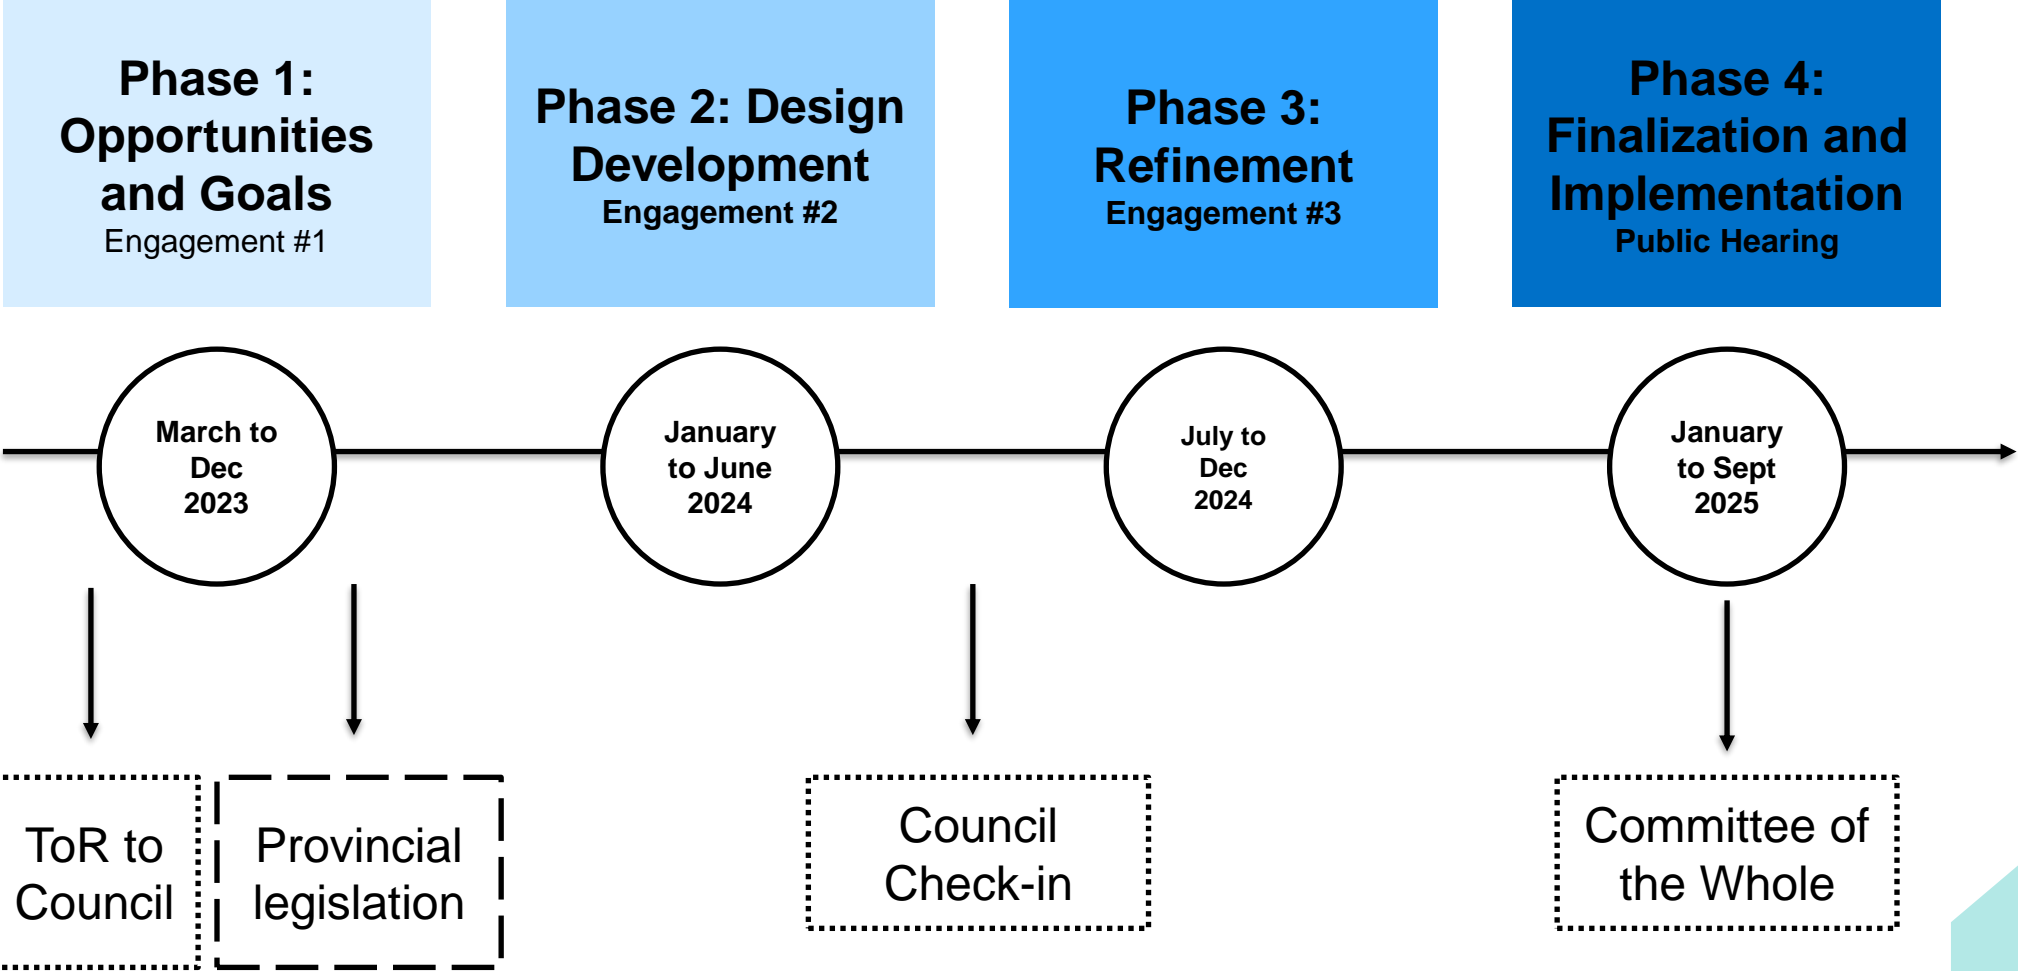 Phase 1:
Opportunities
and Goals
Engagement #1
Phase 2: Design
Development
Engagement #2
Phase 3:
Refinement
Engagement #3
Phase 4:
Finalization and
Implementation
Public Hearing
March to
Dec
2023
January
to June
2024
July to
Dec
2024
January
to Sept
2025
ToR to
Council
Provincial
legislation
Council
Check-in
Committee of
the Whole